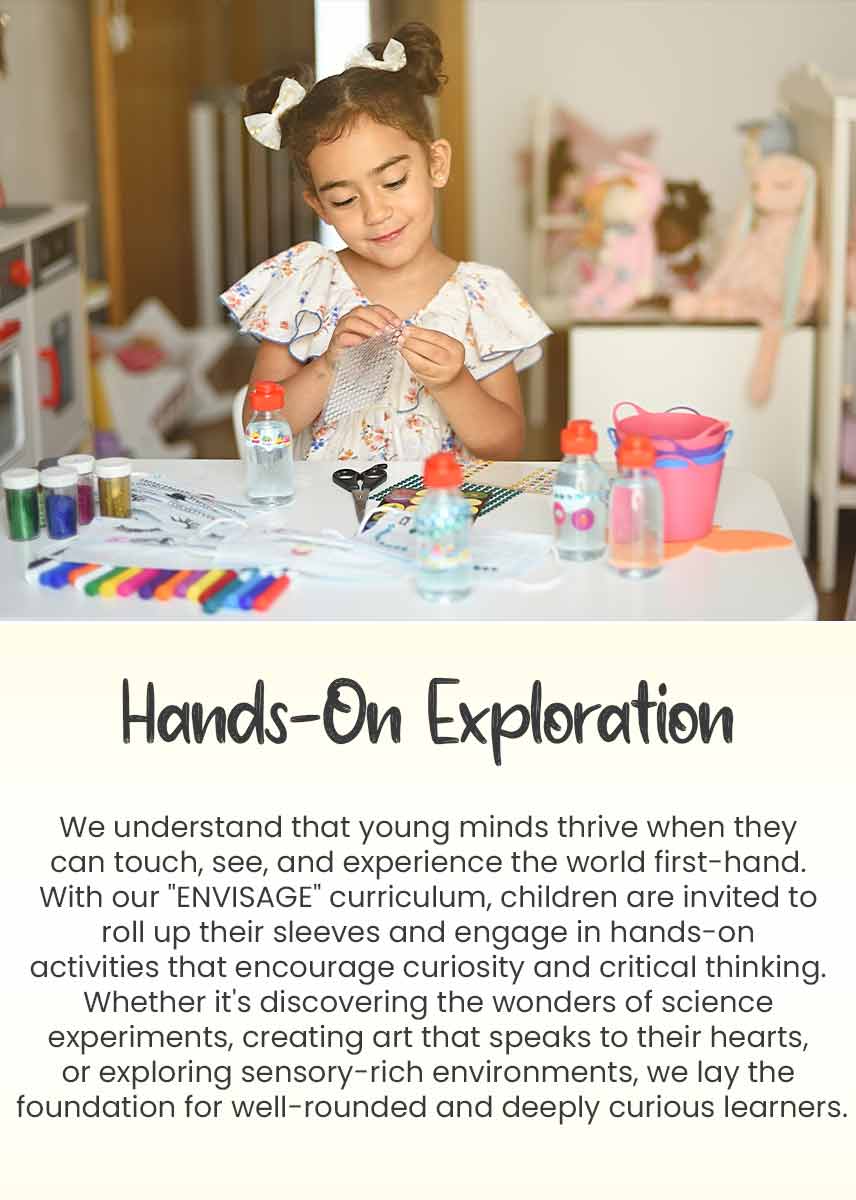 Hands-On Exploration
We understand that young minds thrive when they
can touch, see, and experience the world first-hand.
With our "ENVISAGE" curriculum, children are invited to
roll up their sleeves and engage in hands-on
activities that encourage curiosity and critical thinking.
Whether it's discovering the wonders of science
experiments, creating art that speaks to their hearts,
or exploring sensory-rich environments, we lay the
foundation for well-rounded and deeply curious learners.